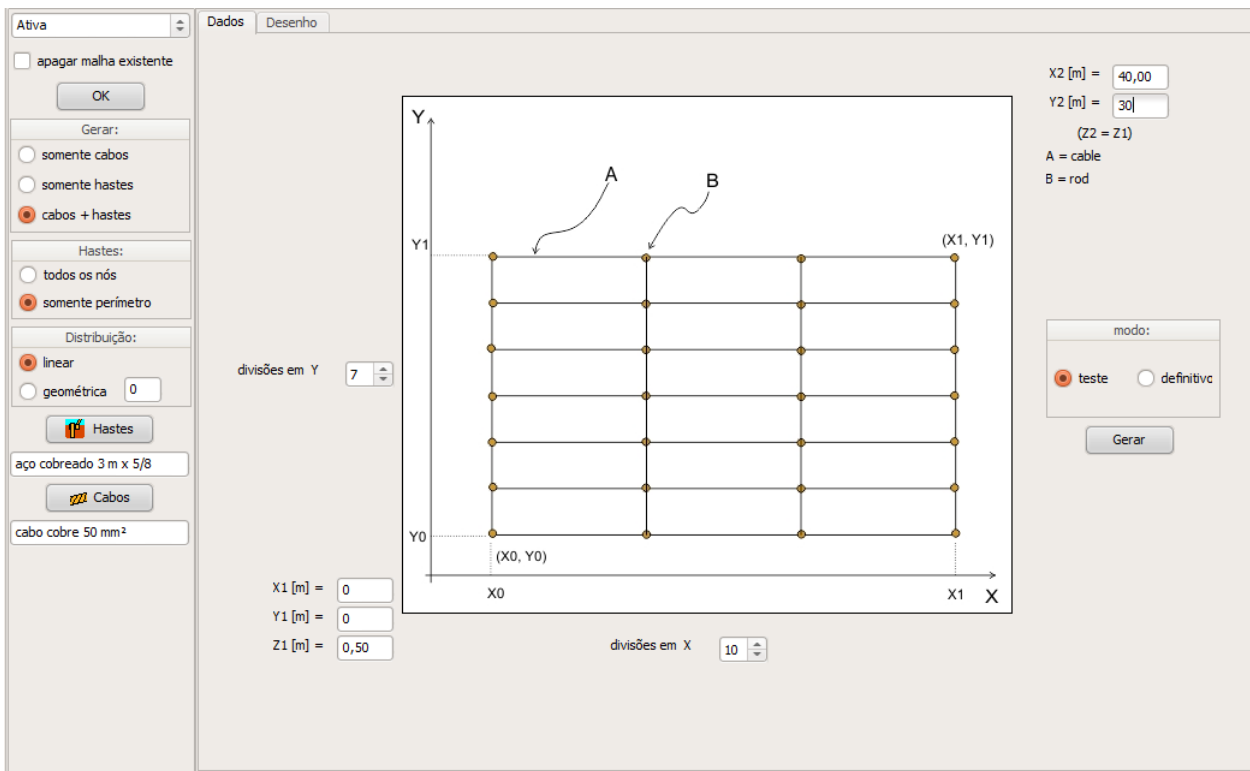 Ativa
apagar malha existente
OK
Gerar:
somente cabos
somente hastes
cabos + hastes
Hastes:
todos os nós
somente perímetro
Distribuição:
linear
geométrica 0
Hastes
aço cobreado 3 m x 5/8
Cabos
cabo cobre 50 mm²
Dados Desenho
X2 [m] = 40,00
Y2 [m] = 30
(Z2 = Z1)
A = cable
B = rod
Y
A B
Y1 (X1, Y1)
divisões em Y 7
Y0
(X0, Y0)
X0 X1 X
X1 [m] = 0
Y1 [m] = 0
Z1 [m] = 0,50
divisões em X 10
modo:
teste definitivo
Gerar